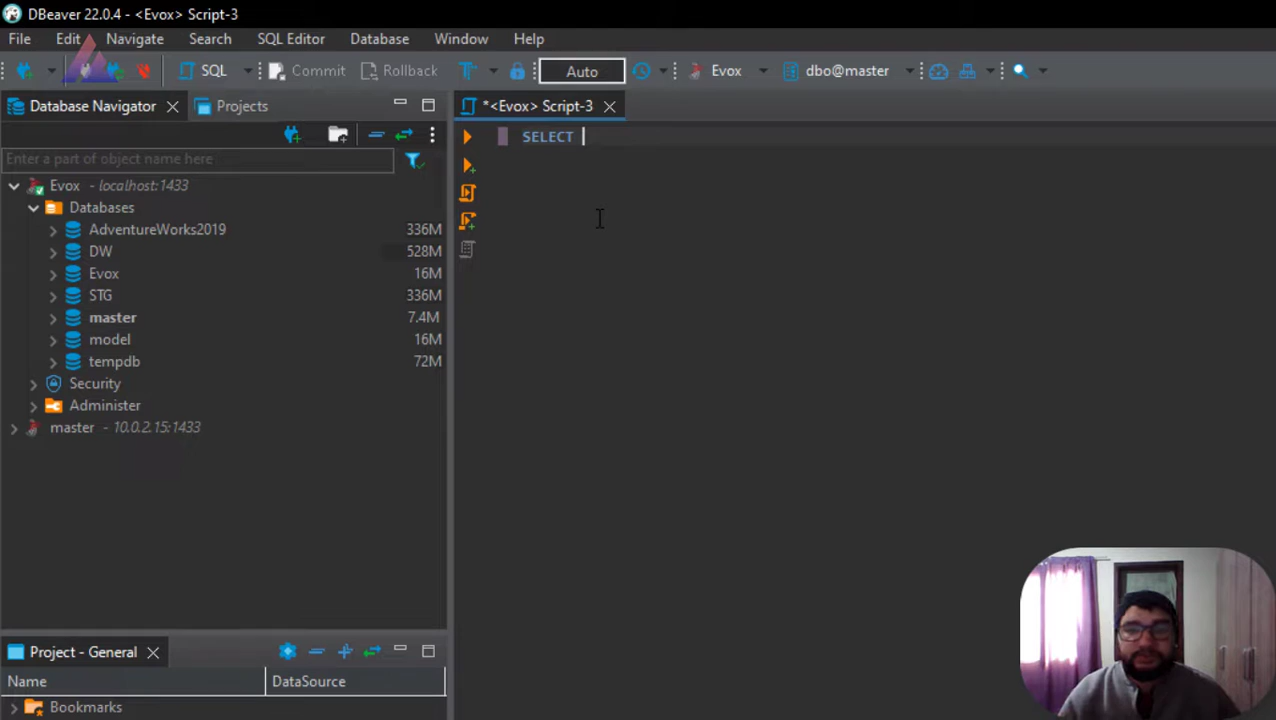 DBeaver 22.0.4 - <Evox> Script-3
File Edit Navigate Search SQL Editor Database Window Help
SQL Commit Rollback Auto Evox dbo@master
Database Navigator Projects
*<Evox> Script-3
Enter a part of object name here
SELECT
Evox - localhost:1433
Databases
AdventureWorks2019 336M
DW 528M
Evox 16M
STG 336M
master 7.4M
model 16M
tempdb 72M
Security
Administer
master - 10.0.2.15:1433
Project - General
Name DataSource
Bookmarks